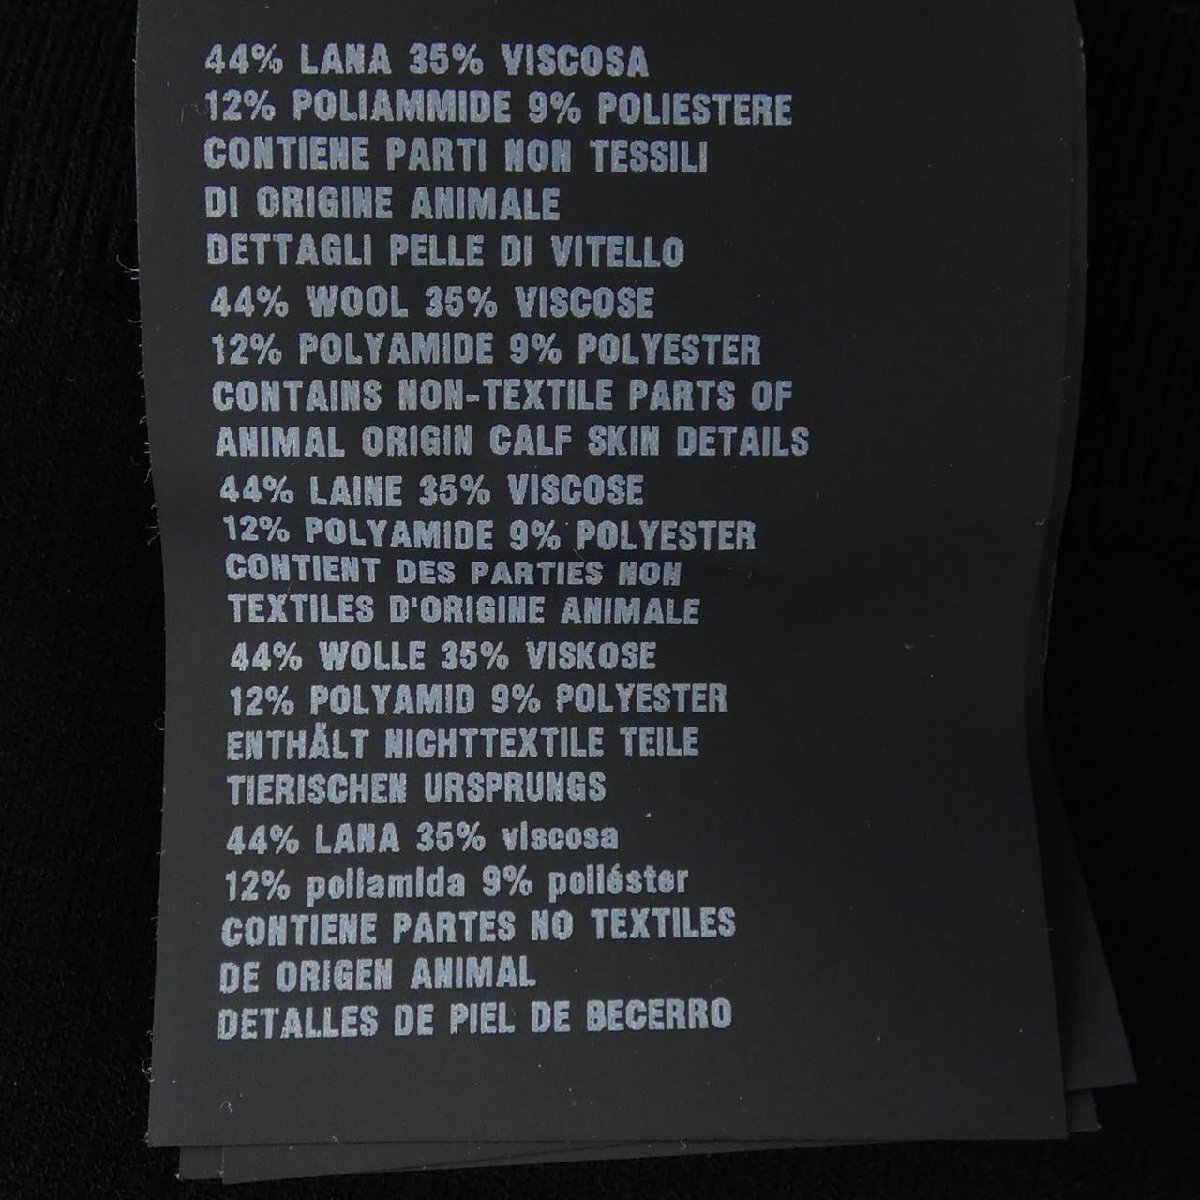 44% LANA 35% VISCOSA
12% POLIAMMIDE 9% POLIESTERE
CONTIENE PARTI NON TESSILI
DI ORIGINE ANIMALE
DETTAGLI PELLE DI VITELLO
44% WOOL 35% VISCOSE
12% POLYAMIDE 9% POLYESTER
CONTAINS NON-TEXTILE PARTS OF
ANIMAL ORIGIN CALF SKIN DETAILS
44% LAINE 35% VISCOSE
12% POLYAMIDE 9% POLYESTER
CONTIENT DES PARTIES NON
TEXTILES D'ORIGINE ANIMALE
44% WOLLE 35% VISKOSE
12% POLYAMID 9% POLYESTER
ENTHÄLT NICHTTEXTILE TEILE
TIERISCHEN URSPRUNGS
44% LANA 35% viscosa
12% poliamida 9% poliéster
CONTIENE PARTES NO TEXTILES
DE ORIGEN ANIMAL
DETALLES DE PIEL DE BECERRO